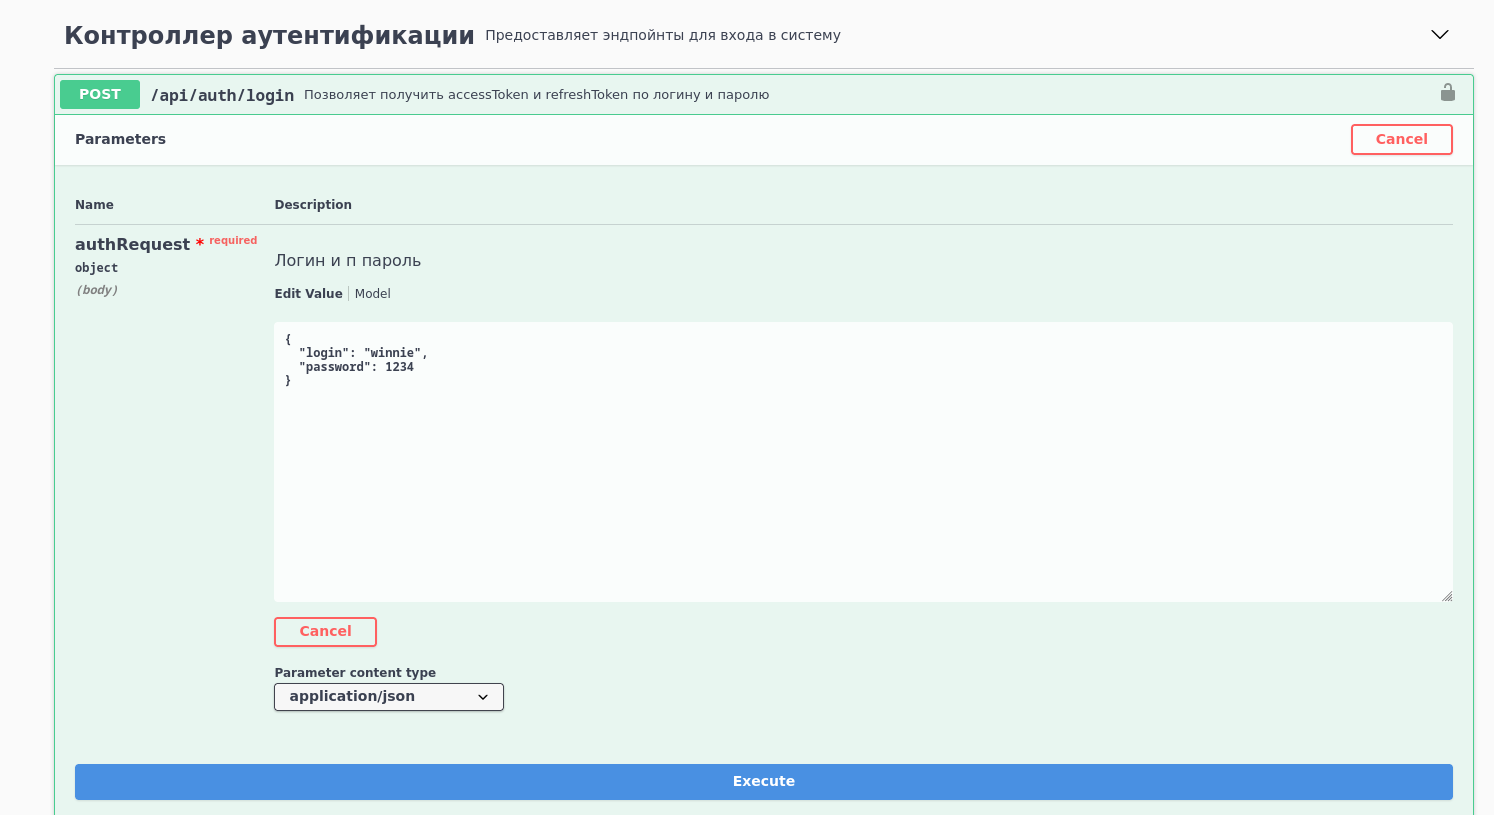 Контроллер аутентификации Предоставляет эндпойнты для входа в систему
POST /api/auth/login Позволяет получить accessToken и refreshToken по логину и паролю
Parameters Cancel
Name Description
authRequest * required
object
(body)
Логин и п пароль
Edit Value Model
{
  "login": "winnie",
  "password": 1234
}
Cancel
Parameter content type
application/json
Execute